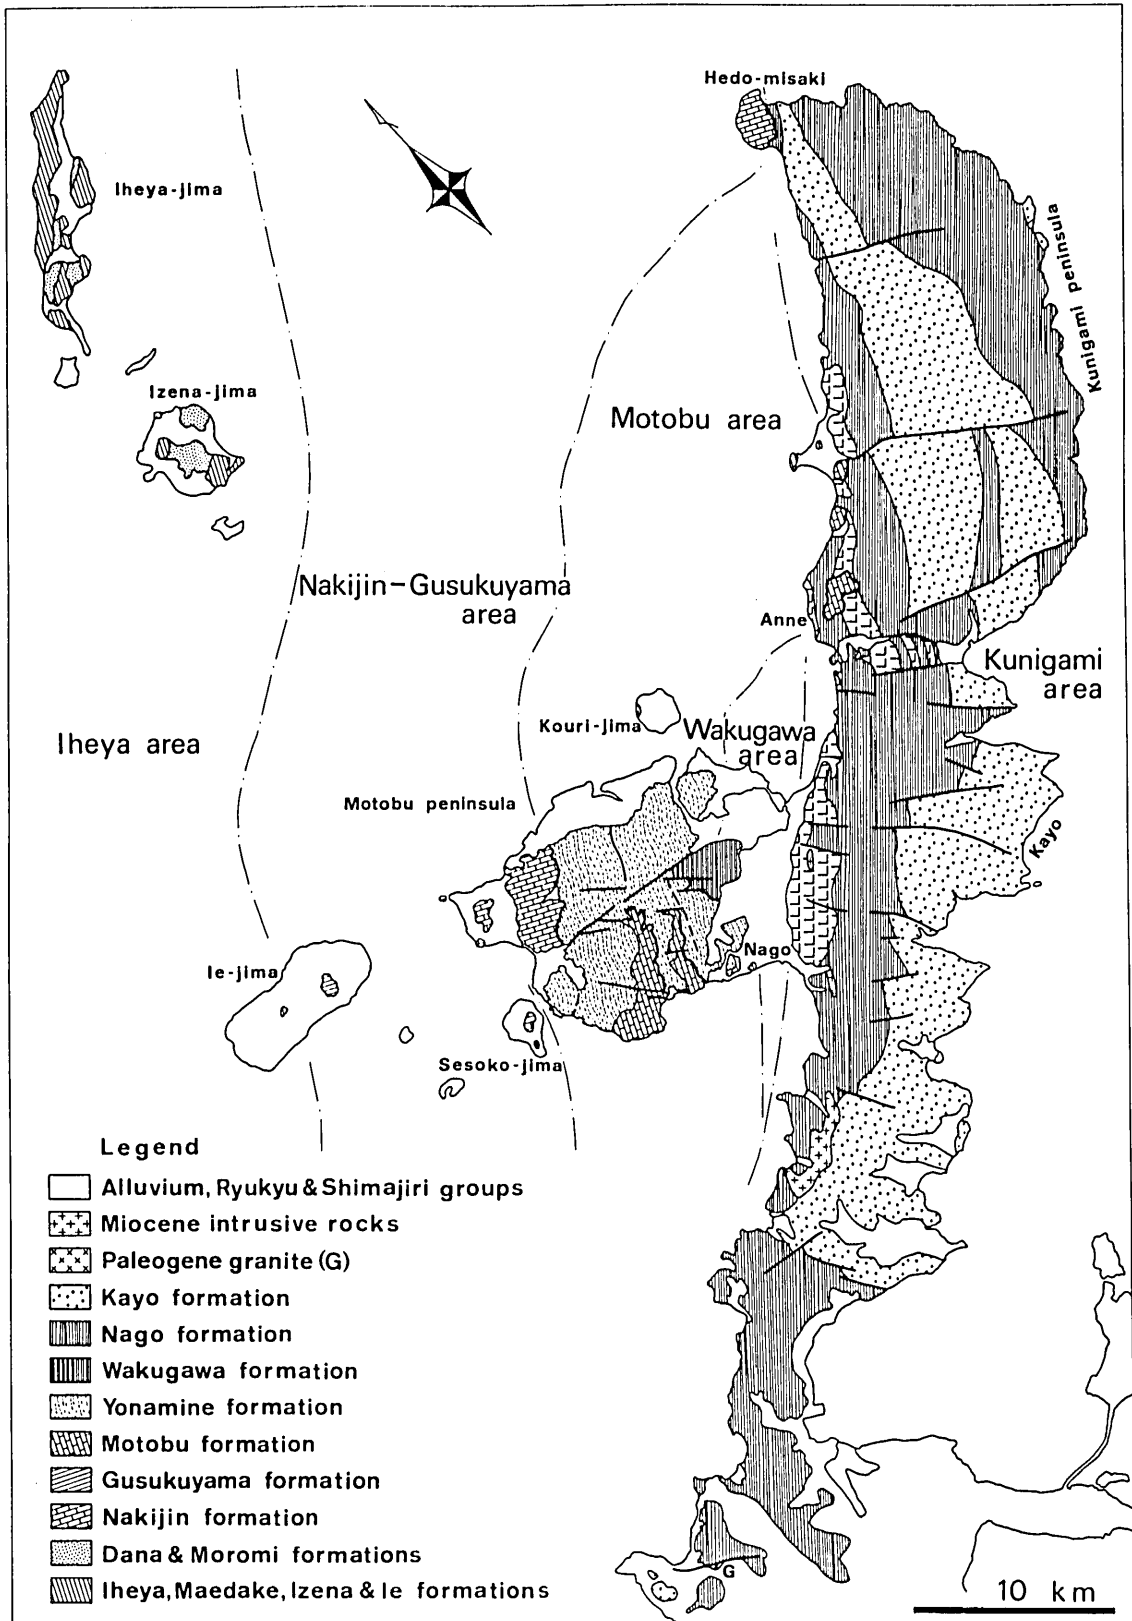 Hedo-misaki
Iheya-jima
Kunigami Peninsula
Izena-jima
Motobu area
Nakijin-Gusukuyama
area
Anne
Kunigami
area
Kouri-jima
Wakugawa
area
Iheya area
Motobu peninsula
Kayo
Nago
Ie-jima
Sesoko-jima
Legend
Alluvium, Ryukyu & Shimajiri groups
Miocene intrusive rocks
Paleogene granite (G)
Kayo formation
Nago formation
Wakugawa formation
Yonamine formation
Motobu formation
Gusukuyama formation
Nakijin formation
Dana & Moromi formations
Iheya, Maedake, Izena & Ie formations
G
10 km